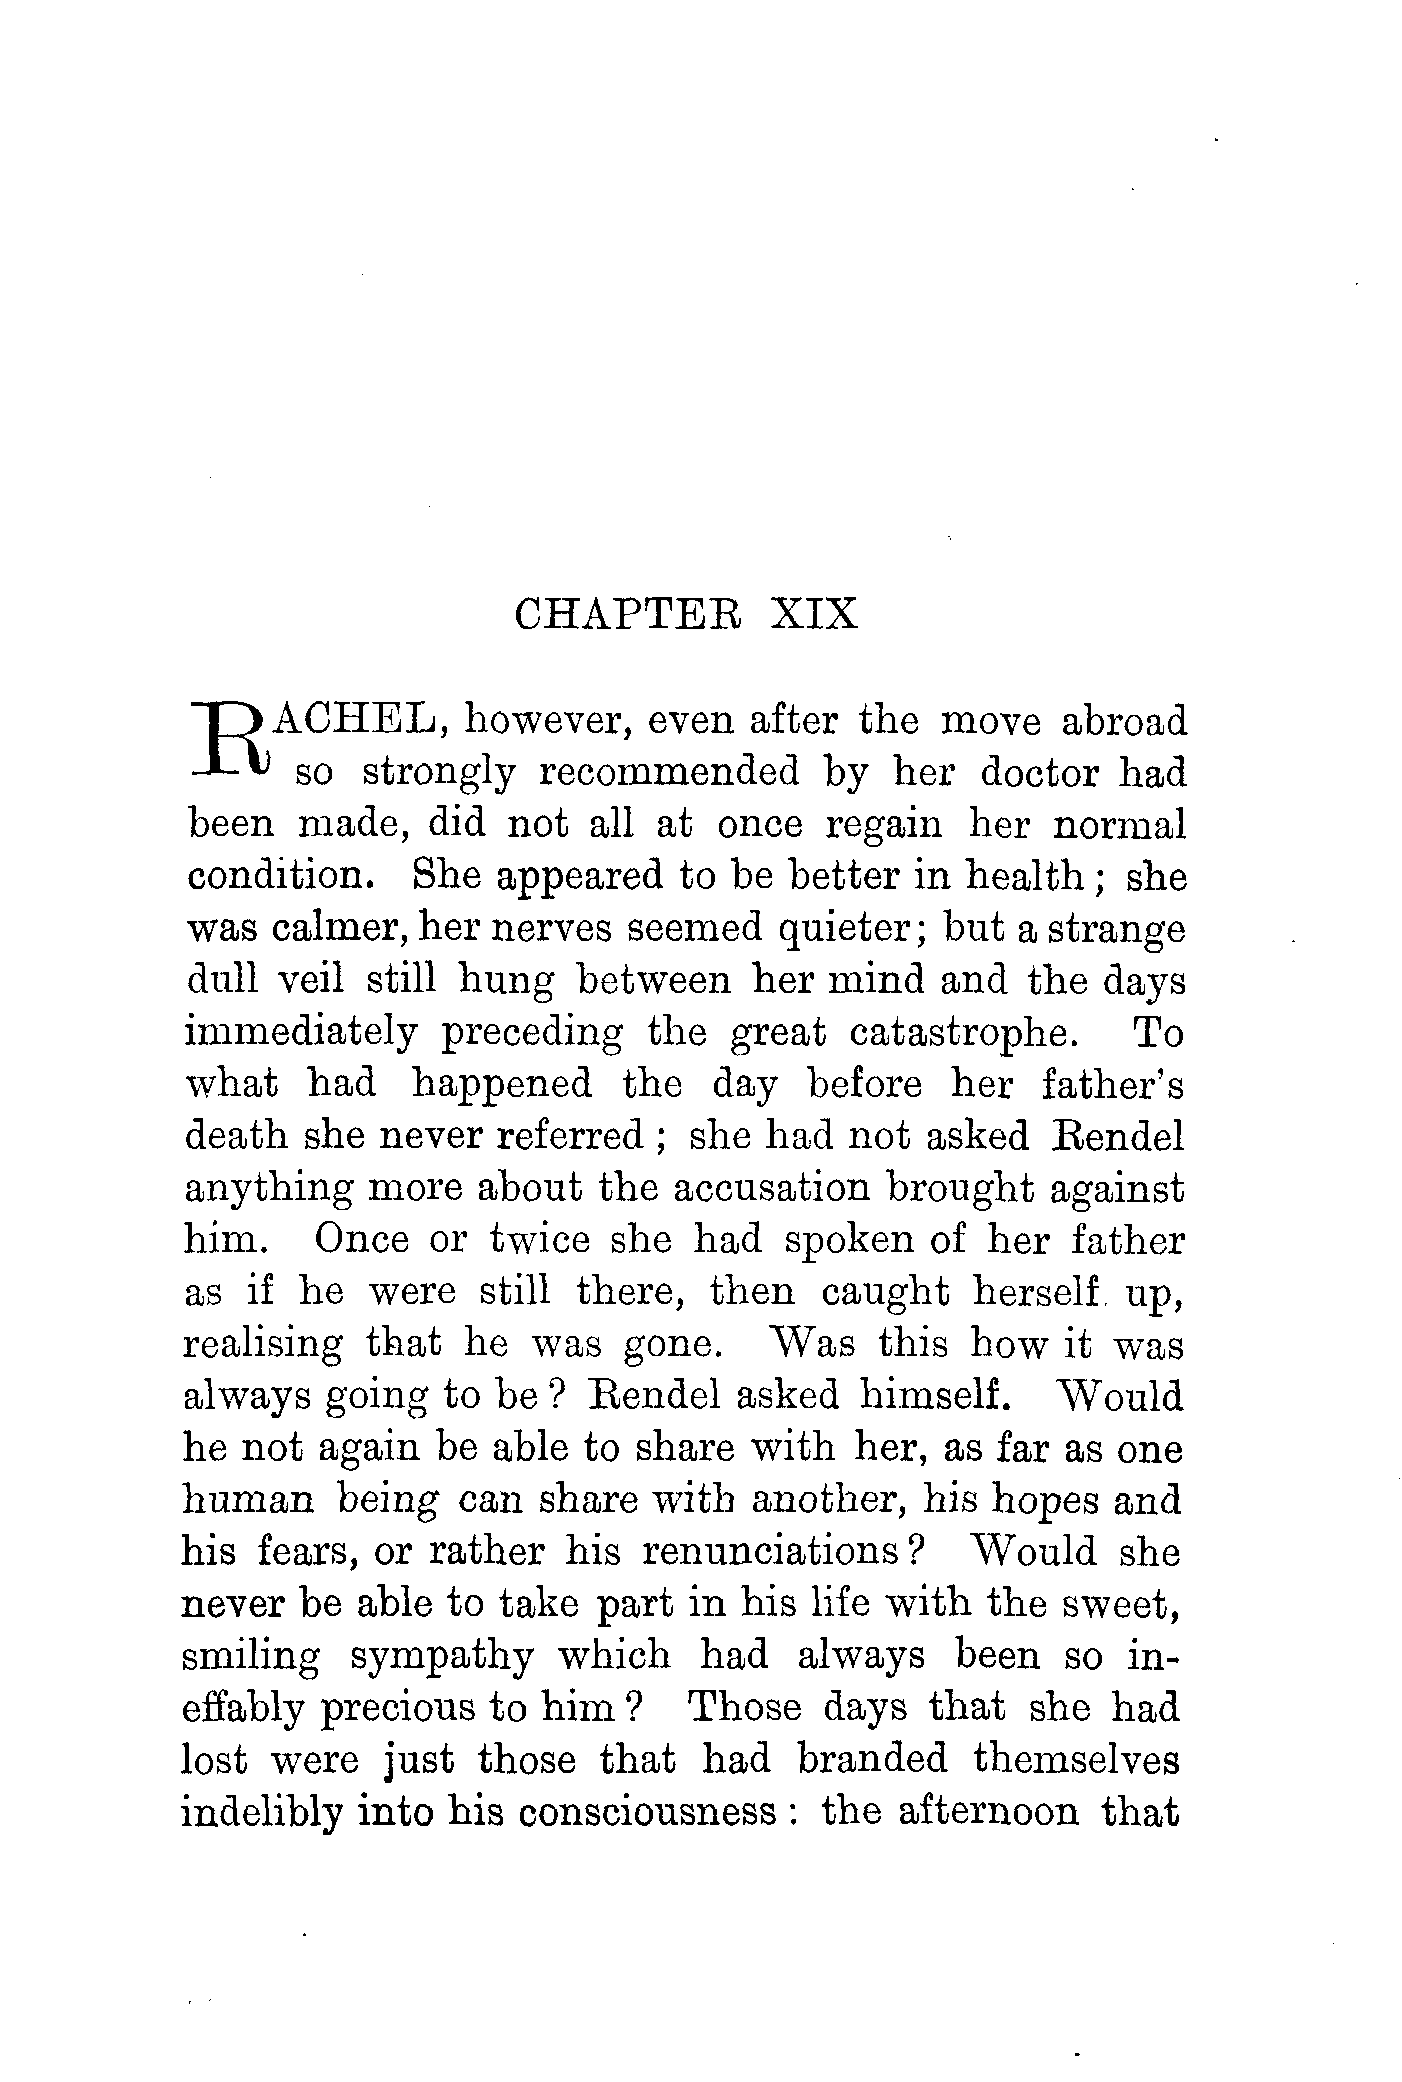 CHAPTER XIX
RACHEL, however, even after the move abroad
so strongly recommended by her doctor had
been made, did not all at once regain her normal
condition. She appeared to be better in health ; she
was calmer, her nerves seemed quieter; but a strange
dull veil still hung between her mind and the days
immediately preceding the great catastrophe. To
what had happened the day before her father's
death she never referred ; she had not asked Rendel
anything more about the accusation brought against
him. Once or twice she had spoken of her father
as if he were still there, then caught herself up,
realising that he was gone. Was this how it was
always going to be ? Rendel asked himself. Would
he not again be able to share with her, as far as one
human being can share with another, his hopes and
his fears, or rather his renunciations ? Would she
never be able to take part in his life with the sweet,
smiling sympathy which had always been so in-
effably precious to him ? Those days that she had
lost were just those that had branded themselves
indelibly into his consciousness : the afternoon that